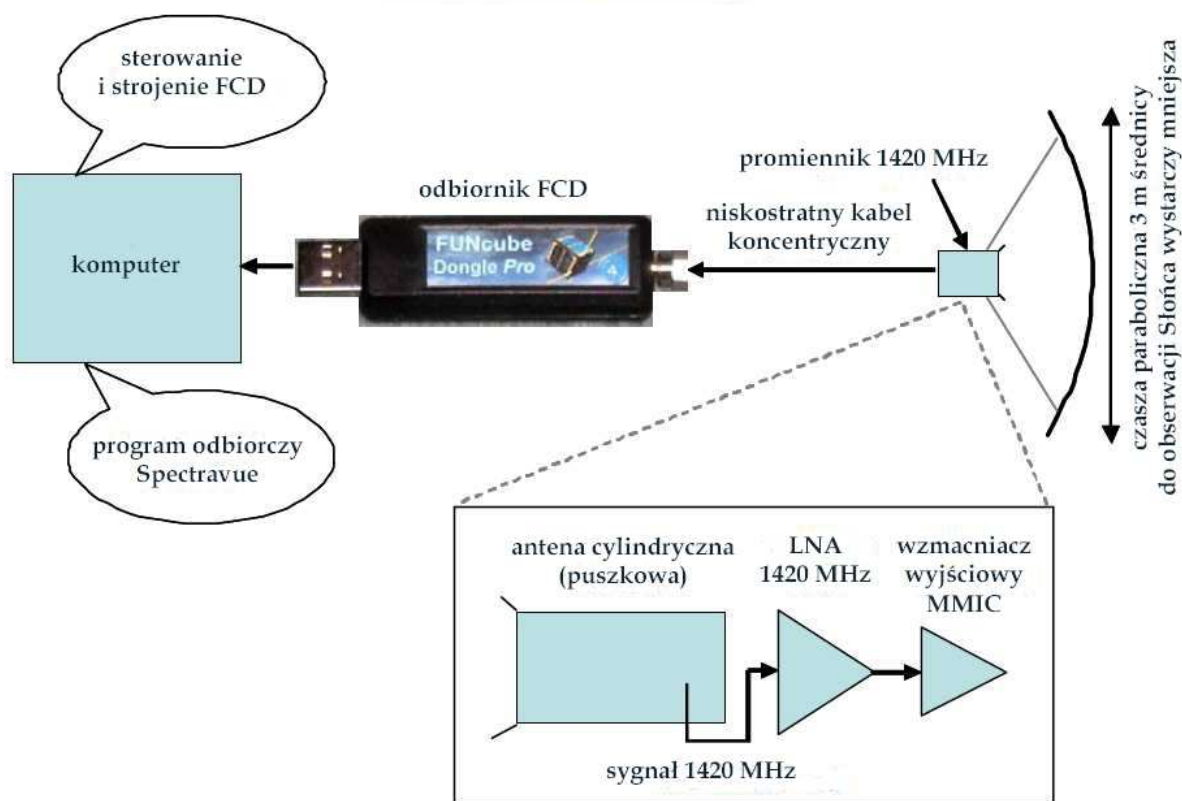 sterowanie
i strojenie FCD
komputer
program odbiorczy
Spectravue
odbiornik FCD
FUNcube
Dongle Pro
4
promiennik 1420 MHz
niskostratny kabel
koncentryczny
czasza paraboliczna 3 m średnicy
do obserwacji Słońca wystarczy mniejsza
antena cylindryczna
(puszkowa)
LNA
1420 MHz
wzmacniacz
wyjściowy
MMIC
sygnał 1420 MHz